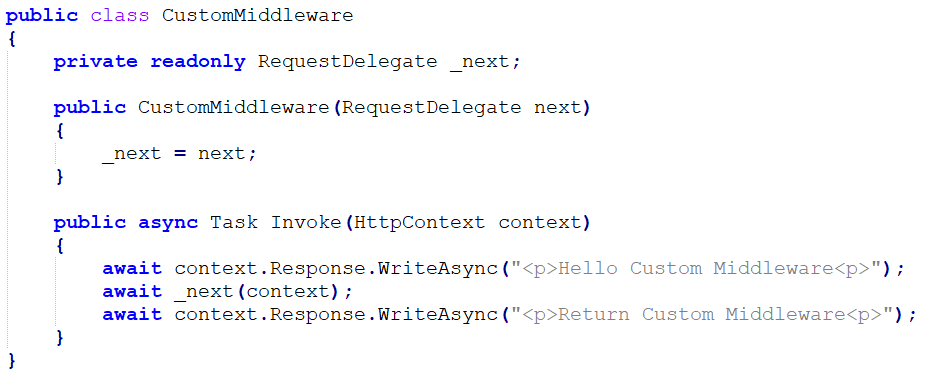 public class CustomMiddleware
{
    private readonly RequestDelegate _next;
    public CustomMiddleware(RequestDelegate next)
    {
        _next = next;
    }
    public async Task Invoke(HttpContext context)
    {
        await context.Response.WriteAsync("<p>Hello Custom Middleware<p>");
        await _next(context);
        await context.Response.WriteAsync("<p>Return Custom Middleware<p>");
    }
}